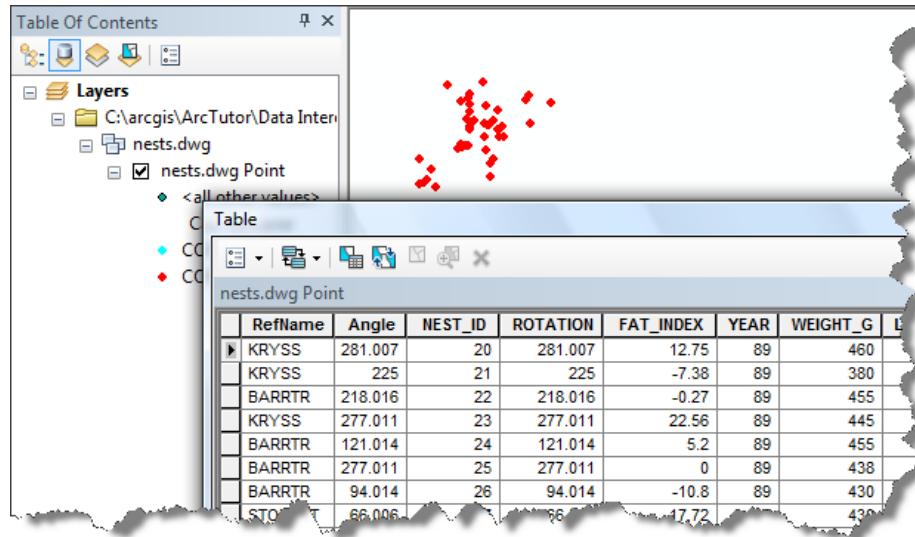 Table Of Contents
Layers
C:\arcgis\ArcTutor\Data Inter
nests.dwg
nests.dwg Point
<all other values>
CO
CO
Table
nests.dwg Point
RefName Angle NEST_ID ROTATION FAT_INDEX YEAR WEIGHT_G
KRYSS 281.007 20 281.007 12.75 89 460
KRYSS 225 21 225 -7.38 89 380
BARRTR 218.016 22 218.016 -0.27 89 455
KRYSS 277.011 23 277.011 22.56 89 445
BARRTR 121.014 24 121.014 5.2 89 455
BARRTR 277.011 25 277.011 0 89 438
BARRTR 94.014 26 94.014 -10.8 89 430
66.006